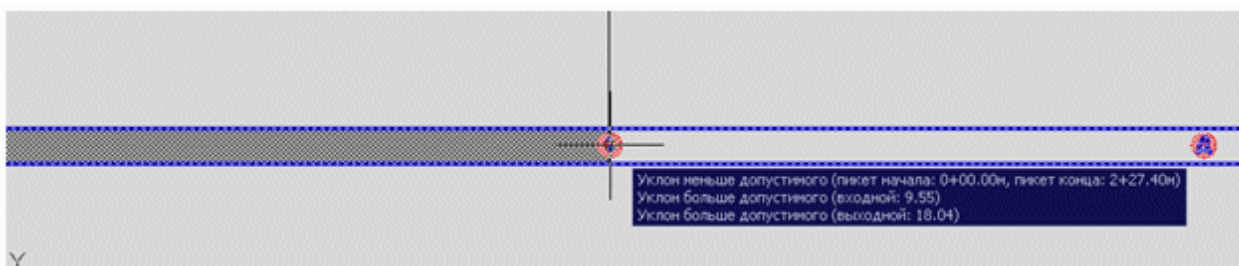 Уклон меньше допустимого (пикет начала: 0+00.00м, пикет конца: 2+27.40м)
Уклон больше допустимого (входной: 9.55)
Уклон больше допустимого (выходной: 18.04)
Y